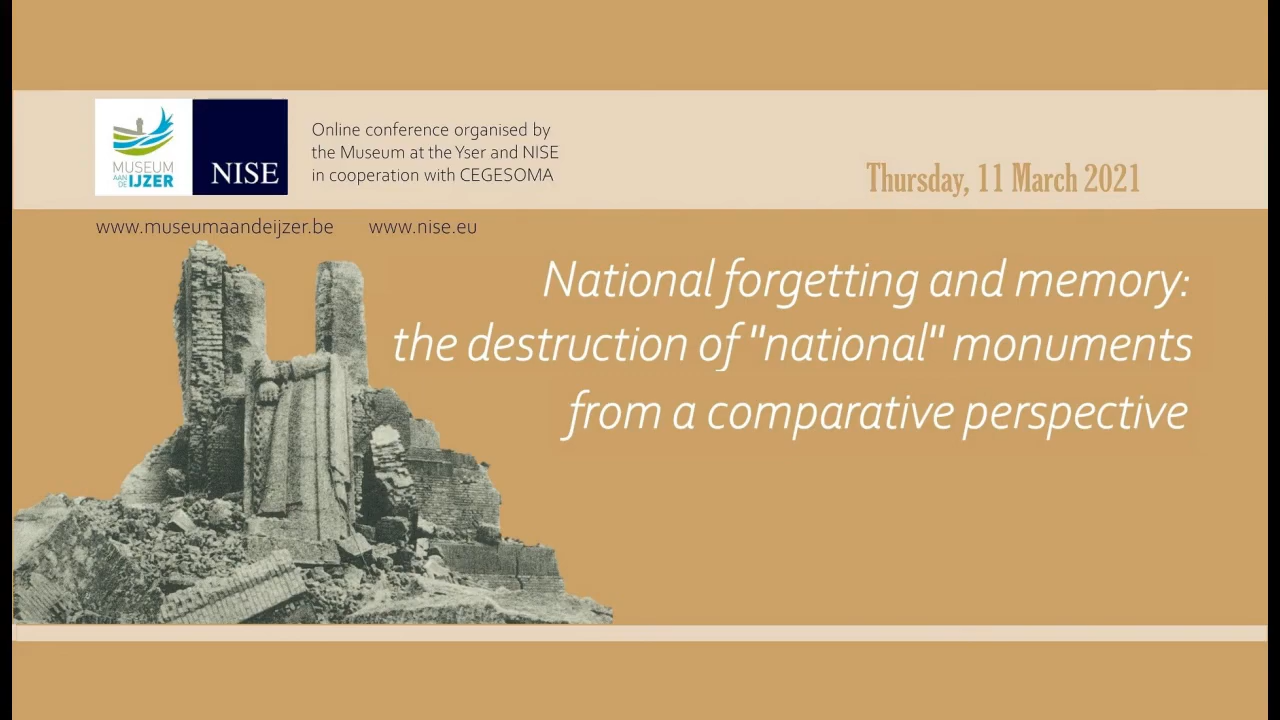 MUSEUM
AAN
DE IJZER
NISE
Online conference organised by
the Museum at the Yser and NISE
in cooperation with CEGESOMA
Thursday, 11 March 2021
www.museumaandeijzer.be www.nise.eu
National forgetting and memory:
the destruction of "national" monuments
from a comparative perspective